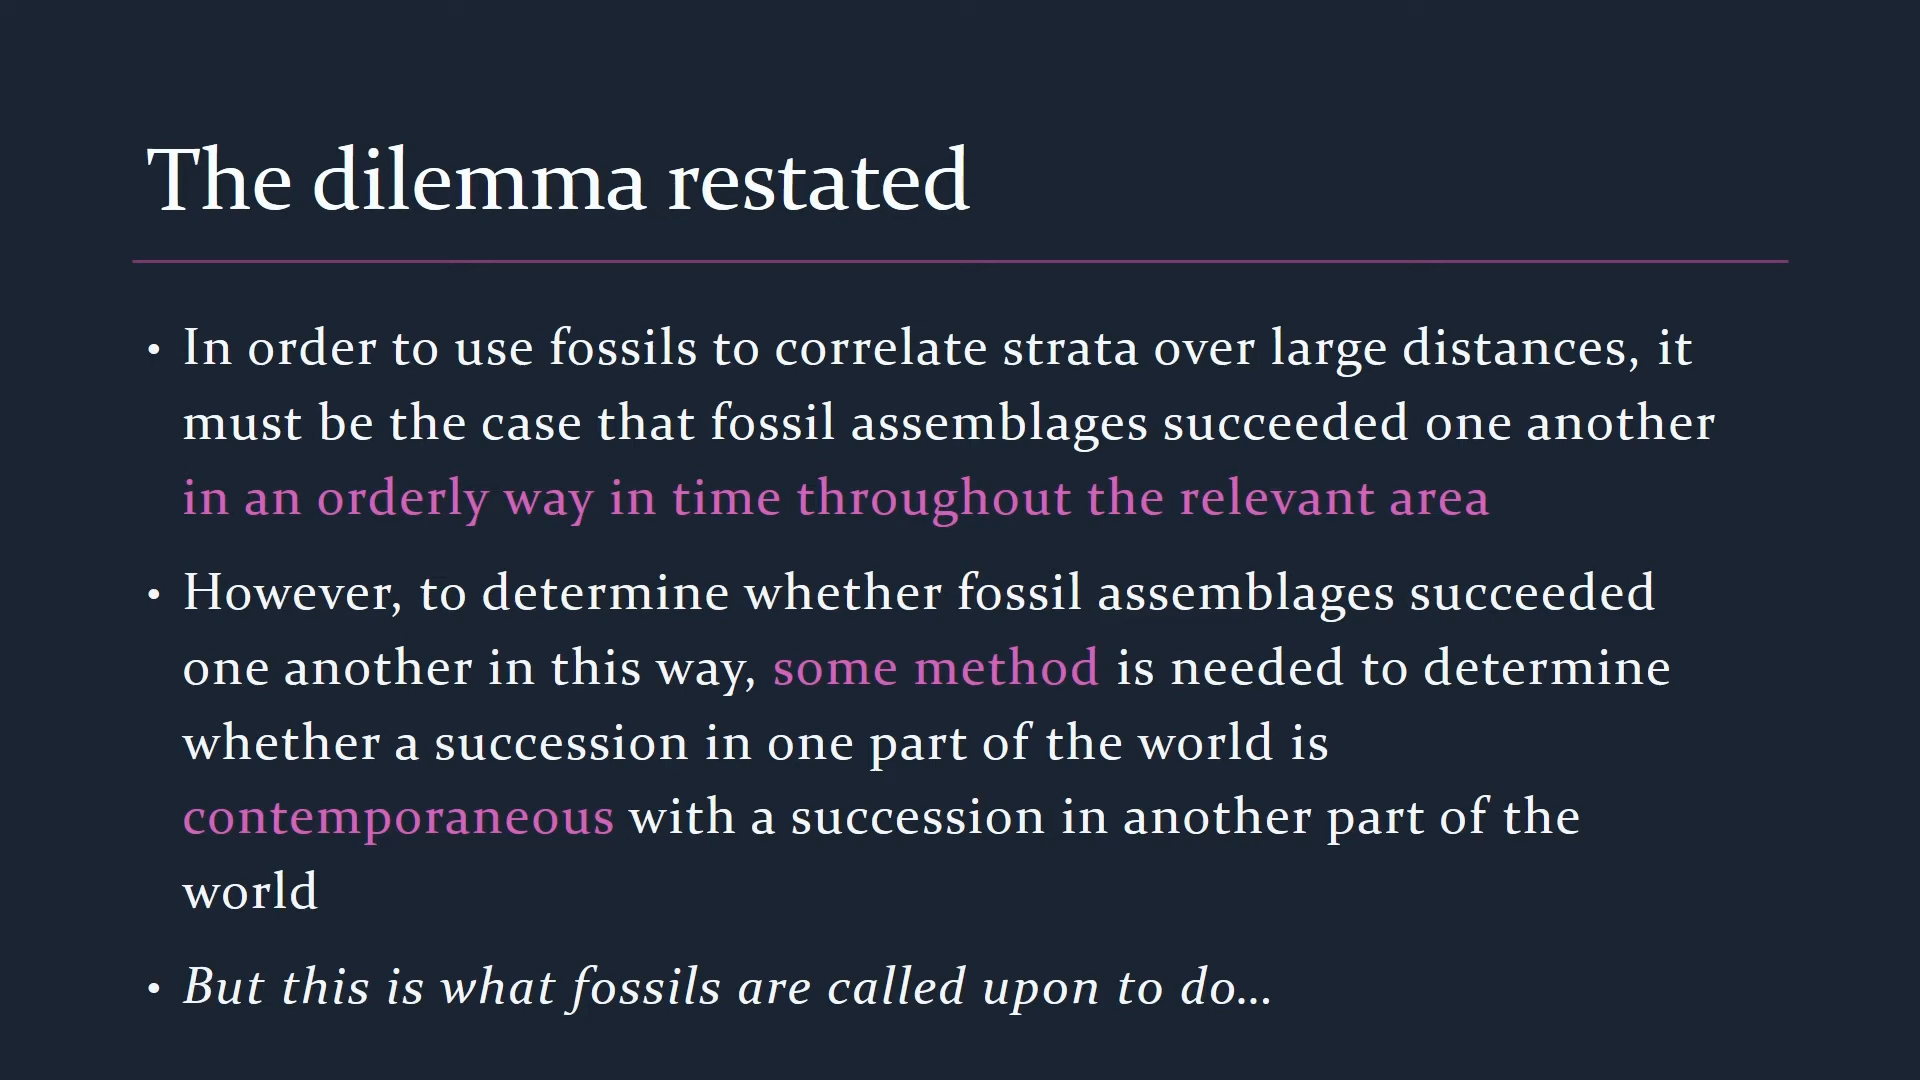 The dilemma restated
• In order to use fossils to correlate strata over large distances, it
must be the case that fossil assemblages succeeded one another
in an orderly way in time throughout the relevant area
• However, to determine whether fossil assemblages succeeded
one another in this way, some method is needed to determine
whether a succession in one part of the world is
contemporaneous with a succession in another part of the
world
• But this is what fossils are called upon to do…